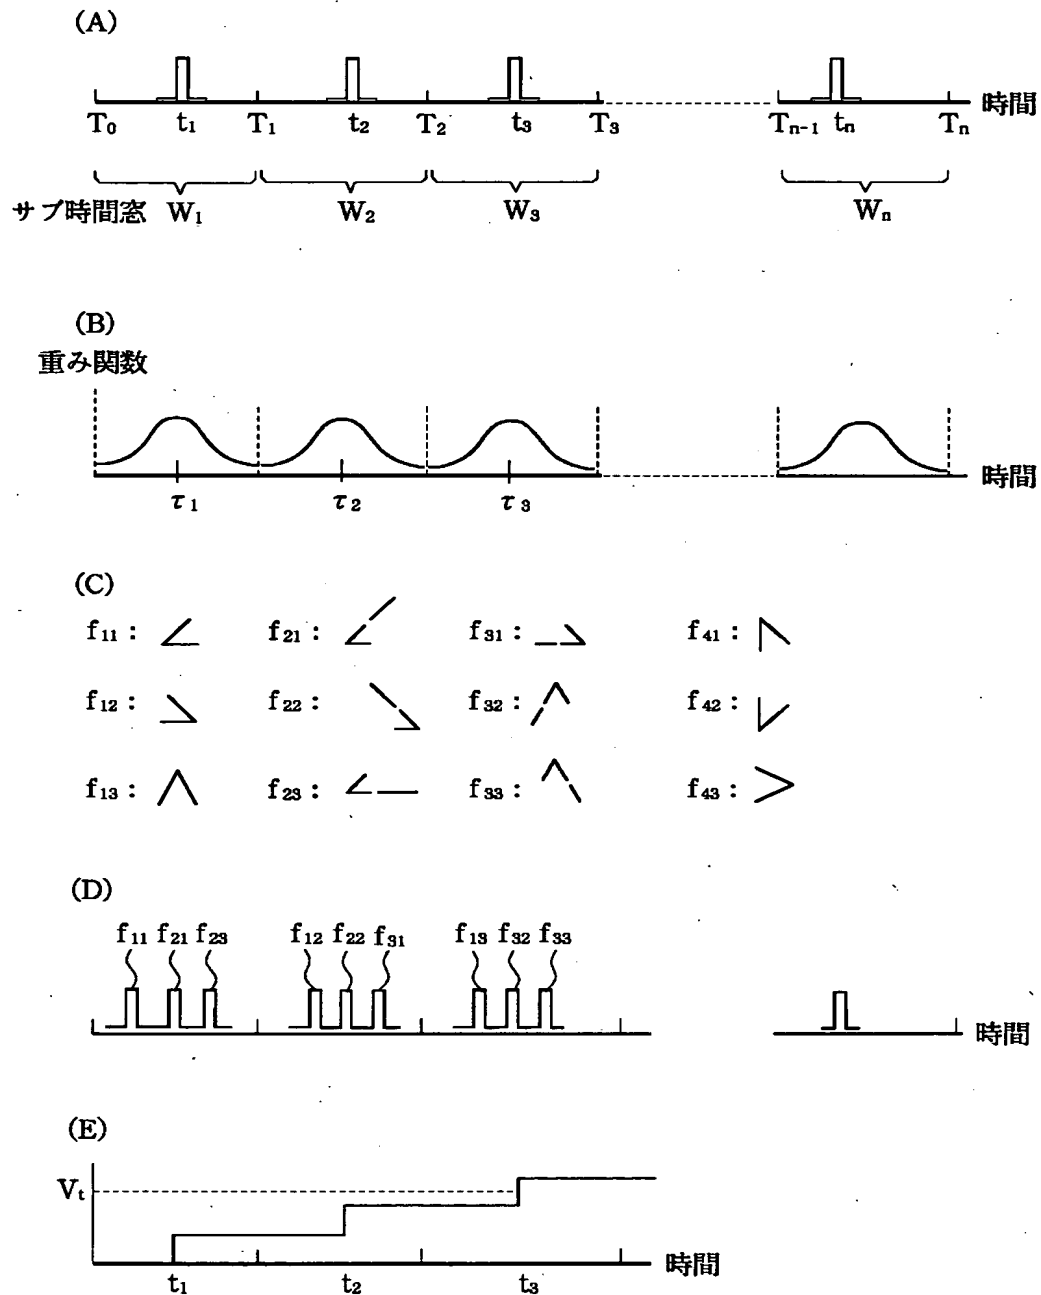 (A)
時間
T₀ t₁ T₁ t₂ T₂ t₃ T₃ Tₙ₋₁ tₙ Tₙ
サブ時間窓 W₁ W₂ W₃ Wₙ
(B)
重み関数
時間
τ₁ τ₂ τ₃
(C)
f₁₁ : f₂₁ : f₃₁ : f₄₁ :
f₁₂ : f₂₂ : f₃₂ : f₄₂ :
f₁₃ : f₂₃ : f₃₃ : f₄₃ :
(D)
f₁₁ f₂₁ f₂₃ f₁₂ f₂₂ f₃₁ f₁₃ f₃₂ f₃₃
時間
(E)
Vₜ
時間
t₁ t₂ t₃